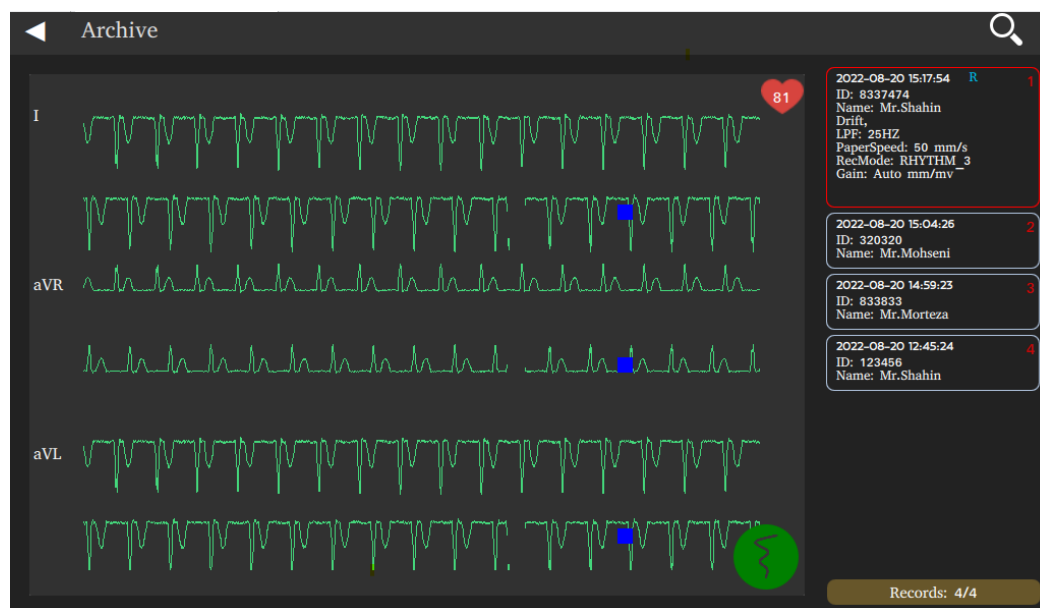 Archive
81
I
aVR
aVL
2022-08-20 15:17:54 R 1
ID: 8337474
Name: Mr.Shahin
Drift,
LPF: 25HZ
PaperSpeed: 50 mm/s
RecMode: RHYTHM_3
Gain: Auto mm/mv
2022-08-20 15:04:26 2
ID: 320320
Name: Mr.Mohseni
2022-08-20 14:59:23 3
ID: 833833
Name: Mr.Morteza
2022-08-20 12:45:24 4
ID: 123456
Name: Mr.Shahin
Records: 4/4